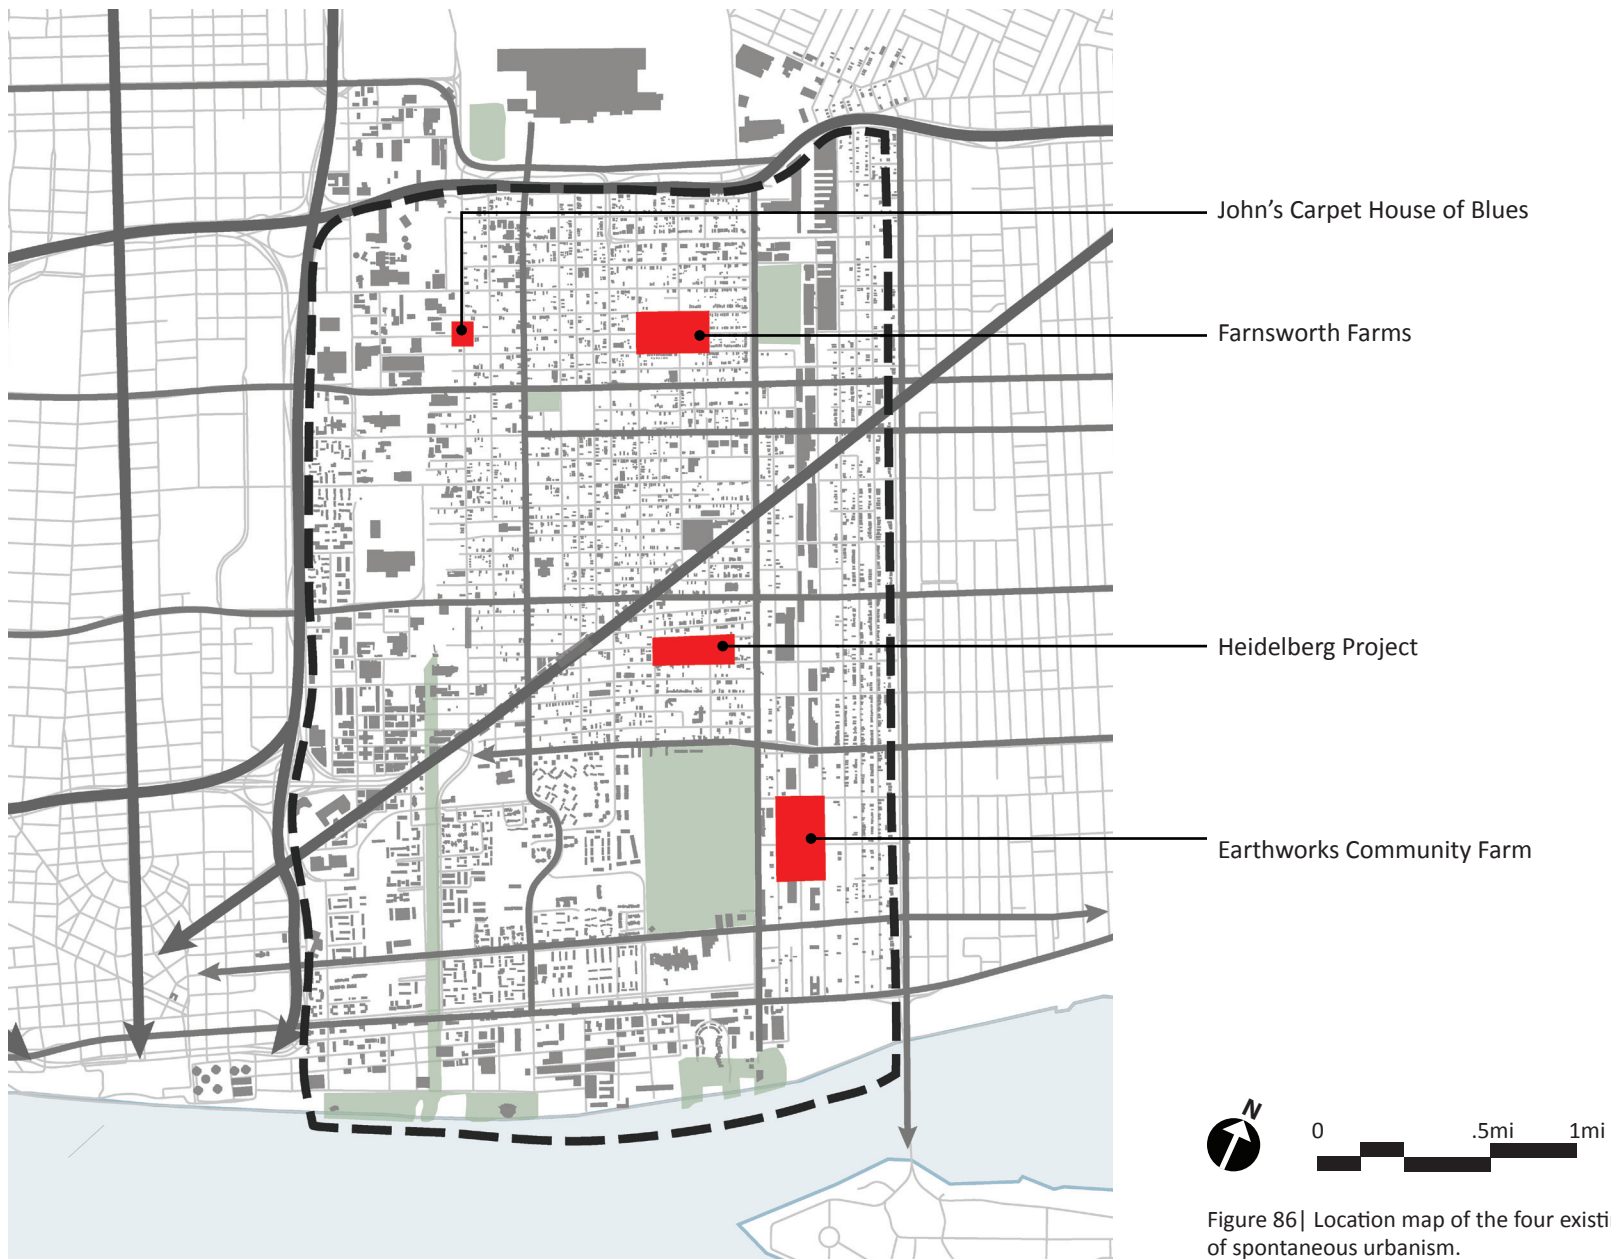 John's Carpet House of Blues
Farnsworth Farms
Heidelberg Project
Earthworks Community Farm
N
0 .5mi 1mi
Figure 86| Location map of the four
of spontaneous urbanism.